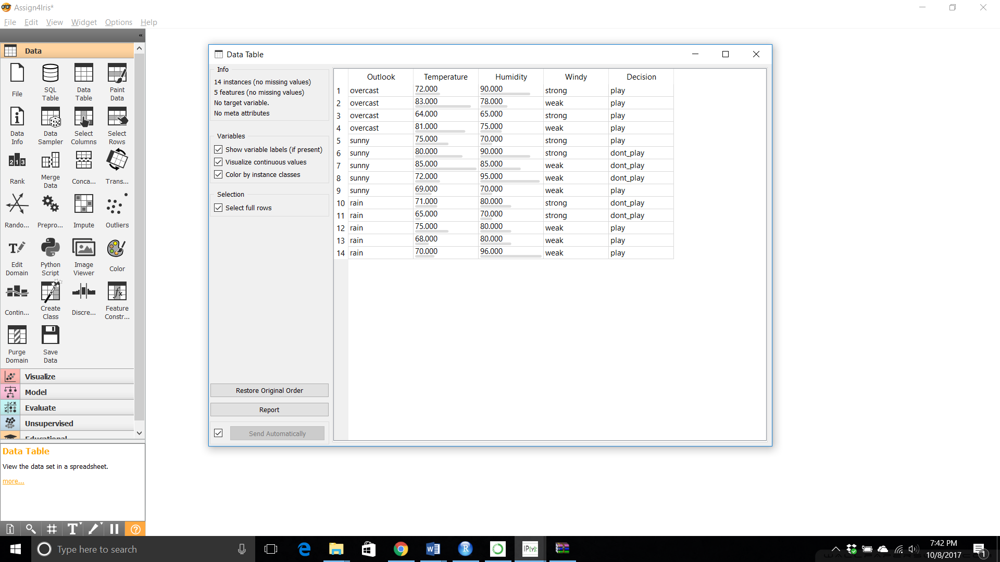 Assign4Iris*
File Edit View Widget Options Help
«
Data
File
SQL Table
Data Table
Paint Data
Data Info
Data Sampler
Select Columns
Select Rows
Rank
Merge Data
Conca...
Trans...
Rando...
Prepro...
Impute
Outliers
Edit Domain
Python Script
Image Viewer
Color
Contin...
Create Class
Discre...
Feature Constr...
Purge Domain
Save Data
Visualize
Model
Evaluate
Unsupervised
Educational
Data Table
View the data set in a spreadsheet.
more...
Data Table
Info
14 instances (no missing values)
5 features (no missing values)
No target variable.
No meta attributes
Variables
Show variable labels (if present)
Visualize continuous values
Color by instance classes
Selection
Select full rows
Restore Original Order
Report
Send Automatically
Outlook Temperature Humidity Windy Decision
1 overcast 72.000 90.000 strong play
2 overcast 83.000 78.000 weak play
3 overcast 64.000 65.000 strong play
4 overcast 81.000 75.000 weak play
5 sunny 75.000 70.000 strong play
6 sunny 80.000 90.000 strong dont_play
7 sunny 85.000 85.000 weak dont_play
8 sunny 72.000 95.000 weak dont_play
9 sunny 69.000 70.000 weak play
10 rain 71.000 80.000 strong dont_play
11 rain 65.000 70.000 strong dont_play
12 rain 75.000 80.000 weak play
13 rain 68.000 80.000 weak play
14 rain 70.000 96.000 weak play
Type here to search
IP[y]:
7:42 PM
10/8/2017
1